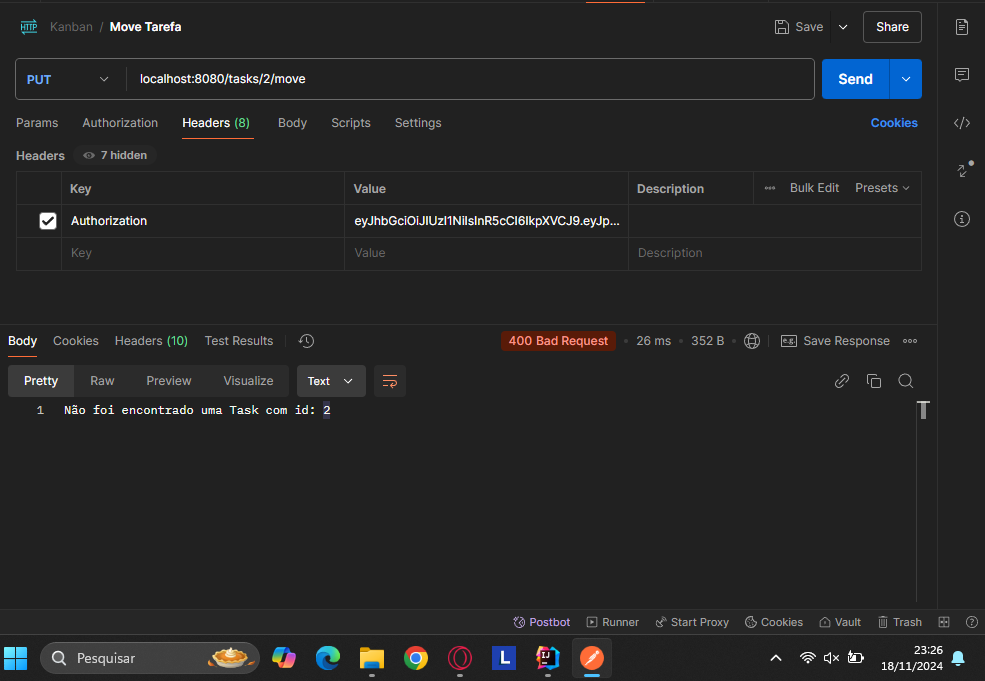 HTTP Kanban / Move Tarefa Save Share
PUT localhost:8080/tasks/2/move Send
Params Authorization Headers (8) Body Scripts Settings Cookies
Headers 7 hidden
Key Value Description Bulk Edit Presets
Authorization eyJhbGciOiJIUzI1NiIsInR5cCI6IkpXVCJ9.eyJp...
Key Value Description
Body Cookies Headers (10) Test Results 400 Bad Request 26 ms 352 B e.g. Save Response
Pretty Raw Preview Visualize Text
1 Não foi encontrado uma Task com id: 2
Postbot Runner Start Proxy Cookies Vault Trash
Pesquisar L IJ 23:26
18/11/2024